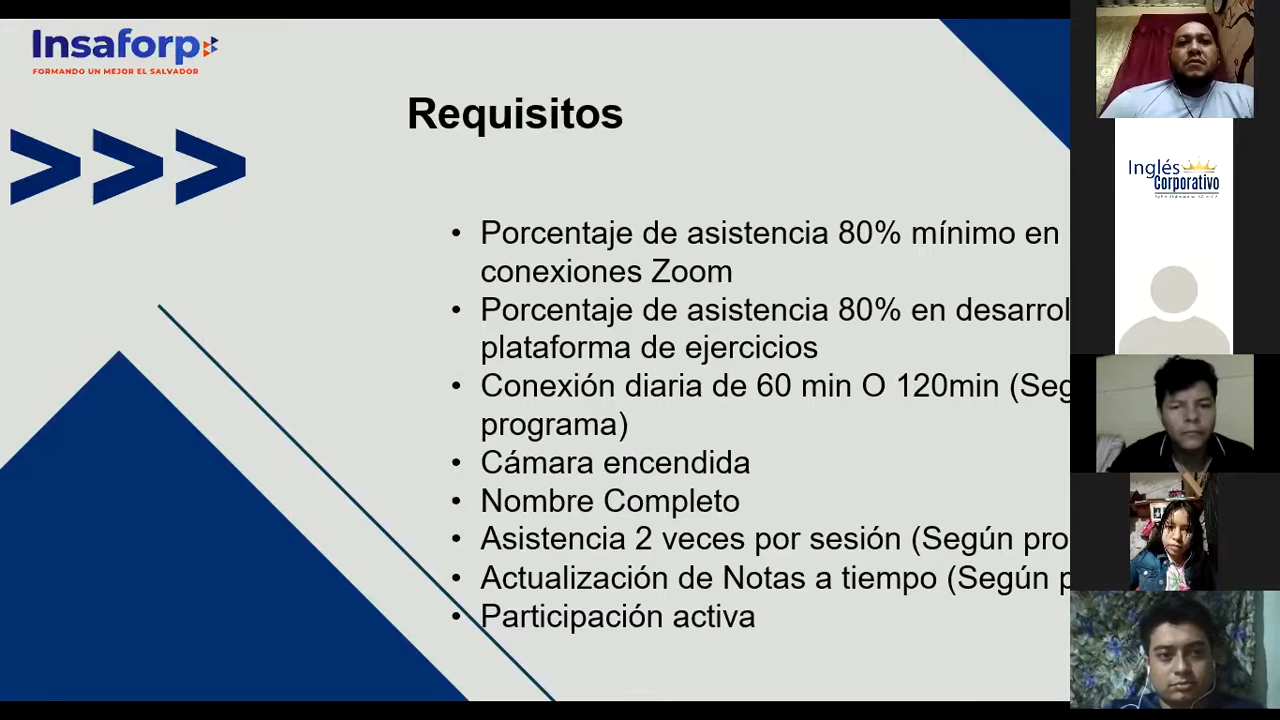 Insaforp
FORMANDO UN MEJOR EL SALVADOR
Requisitos
>>>
• Porcentaje de asistencia 80% mínimo en
conexiones Zoom
• Porcentaje de asistencia 80% en desarrol
plataforma de ejercicios
• Conexión diaria de 60 min O 120min (Seg
programa)
• Cámara encendida
• Nombre Completo
• Asistencia 2 veces por sesión (Según pro
• Actualización de Notas a tiempo (Según p
• Participación activa
Inglés
Corporativo